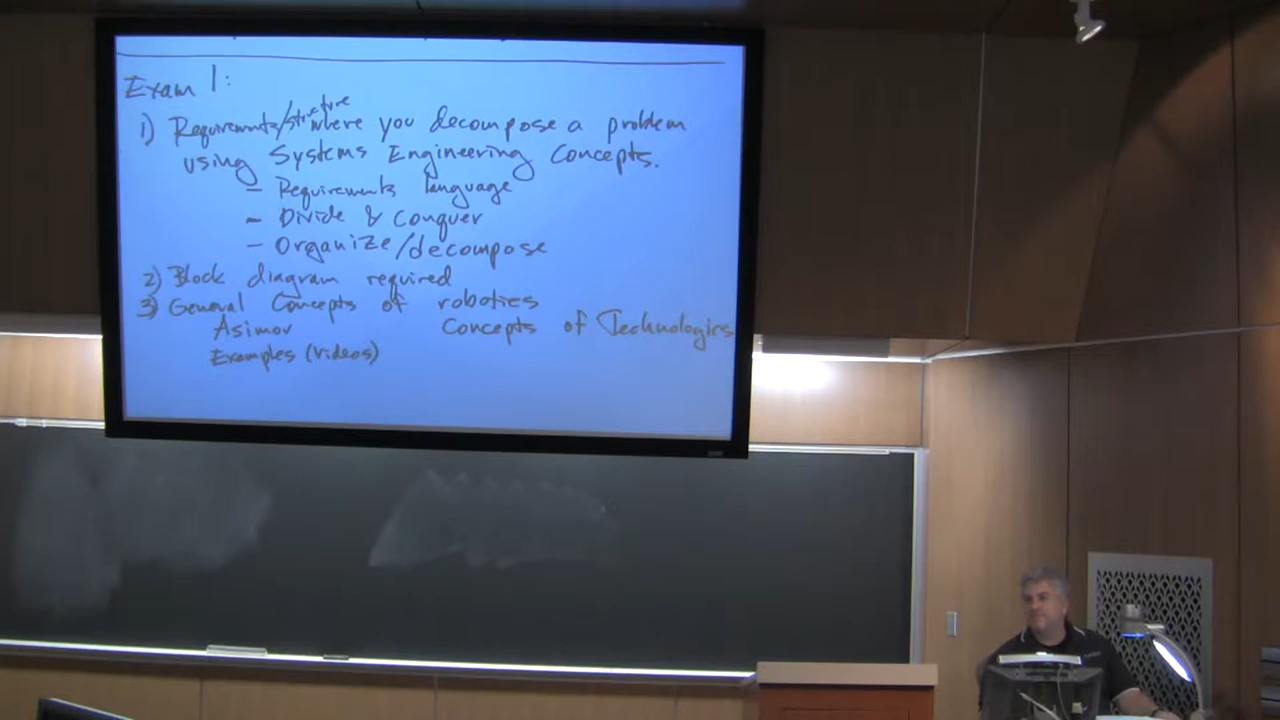 Exam 1:
1) Requirements/structure where you decompose a problem
using Systems Engineering Concepts.
- Requirements language
- Divide & Conquer
- Organize/decompose
2) Block diagram required
3) General Concepts of robotics
Asimov Concepts of Technologies
Examples (videos)